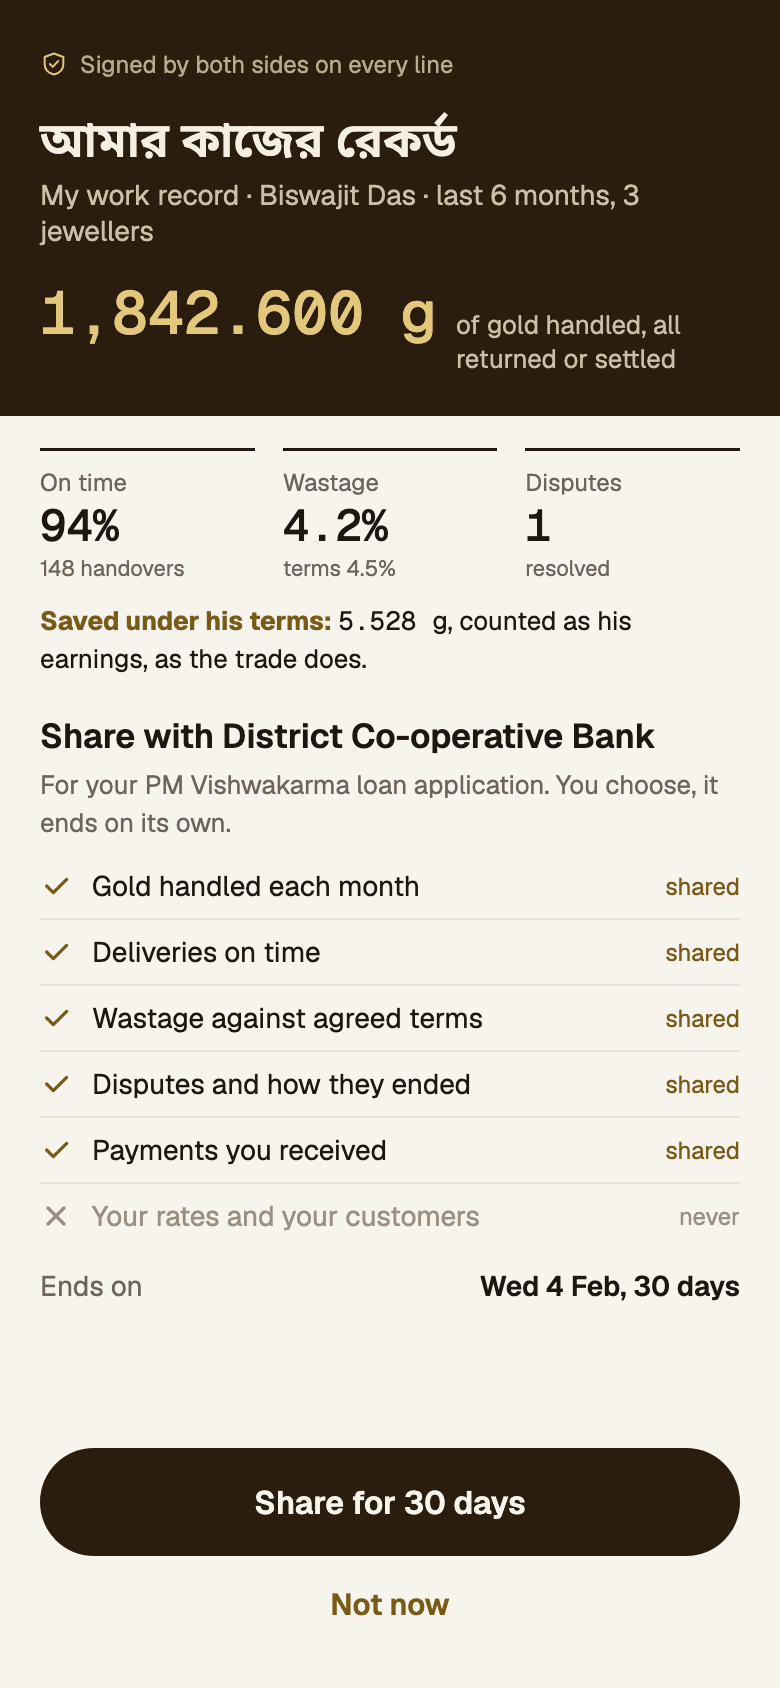 Signed by both sides on every line
আমার কাজের রেকর্ড
My work record · Biswajit Das · last 6 months, 3
jewellers
1,842.600 g of gold handled, all
returned or settled
On time Wastage Disputes
94% 4.2% 1
148 handovers terms 4.5% resolved
Saved under his terms: 5.528 g, counted as his
earnings, as the trade does.
Share with District Co-operative Bank
For your PM Vishwakarma loan application. You choose, it
ends on its own.
Gold handled each month shared
Deliveries on time shared
Wastage against agreed terms shared
Disputes and how they ended shared
Payments you received shared
Your rates and your customers never
Ends on Wed 4 Feb, 30 days
Share for 30 days
Not now